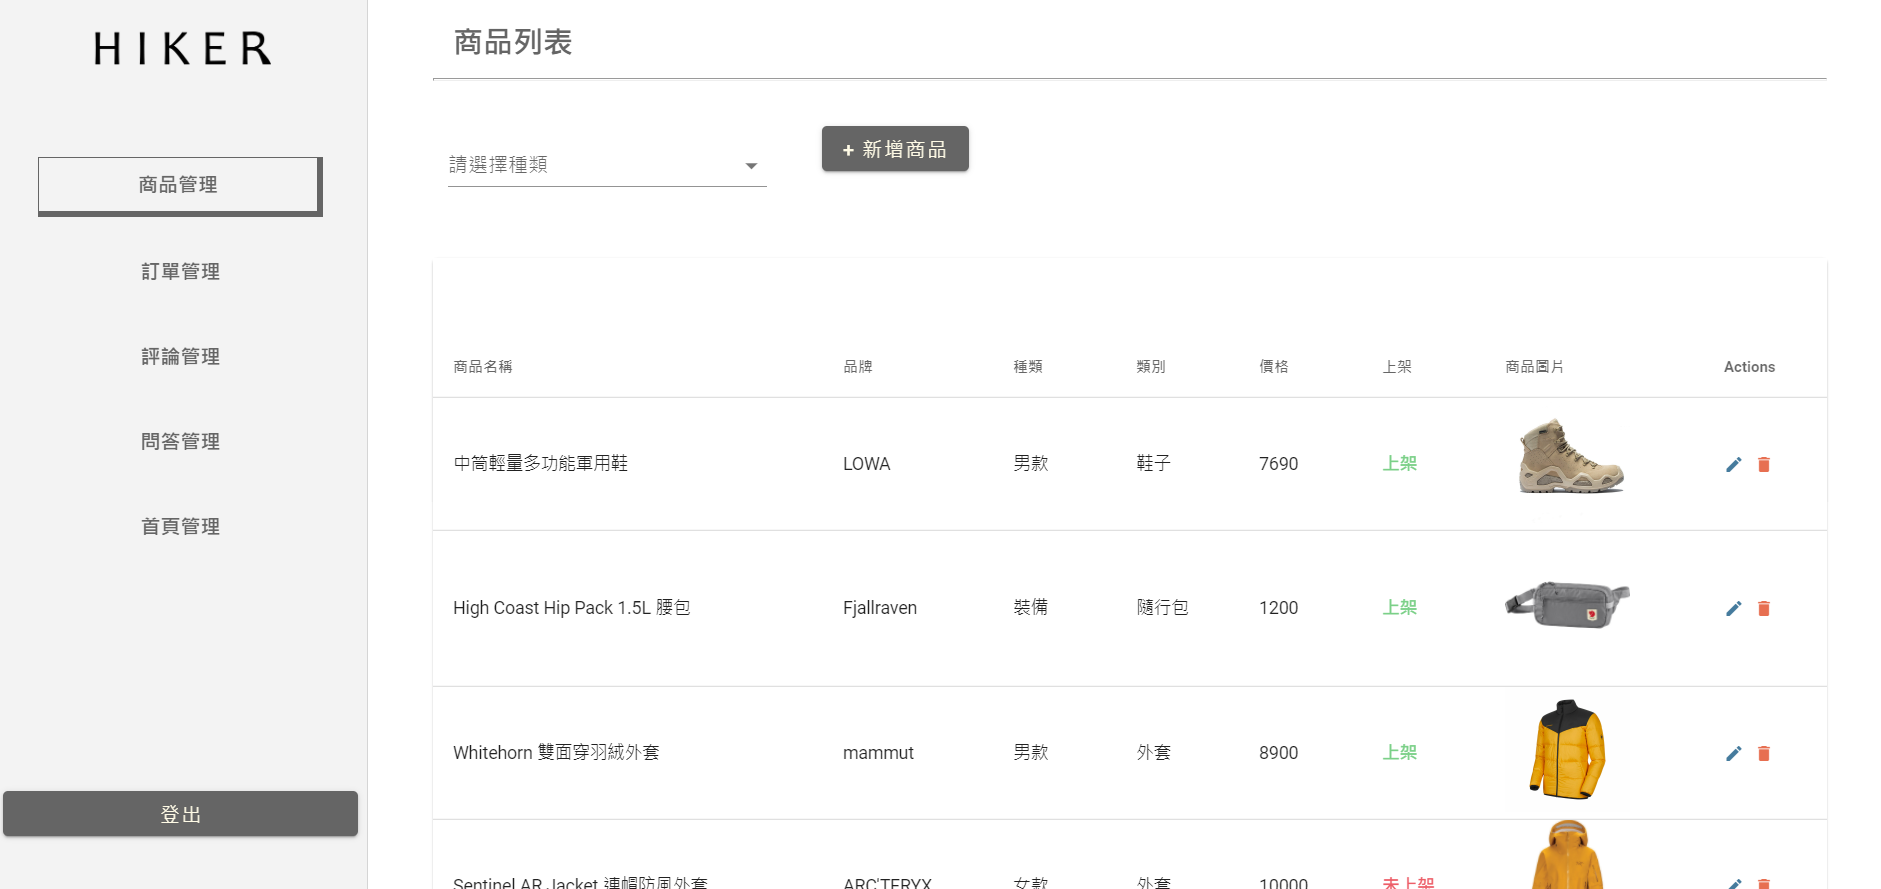 HIKER
商品管理
訂單管理
評論管理
問答管理
首頁管理
登出
商品列表
請選擇種類
+ 新增商品
商品名稱 品牌 種類 類別 價格 上架 商品圖片 Actions
中筒輕量多功能軍用鞋 LOWA 男款 鞋子 7690 上架
High Coast Hip Pack 1.5L 腰包 Fjallraven 裝備 隨行包 1200 上架
Whitehorn 雙面穿羽絨外套 mammut 男款 外套 8900 上架
Sentinel AR Jacket 連帽防風外套 ARC'TERYX 女款 外套 10000 未上架